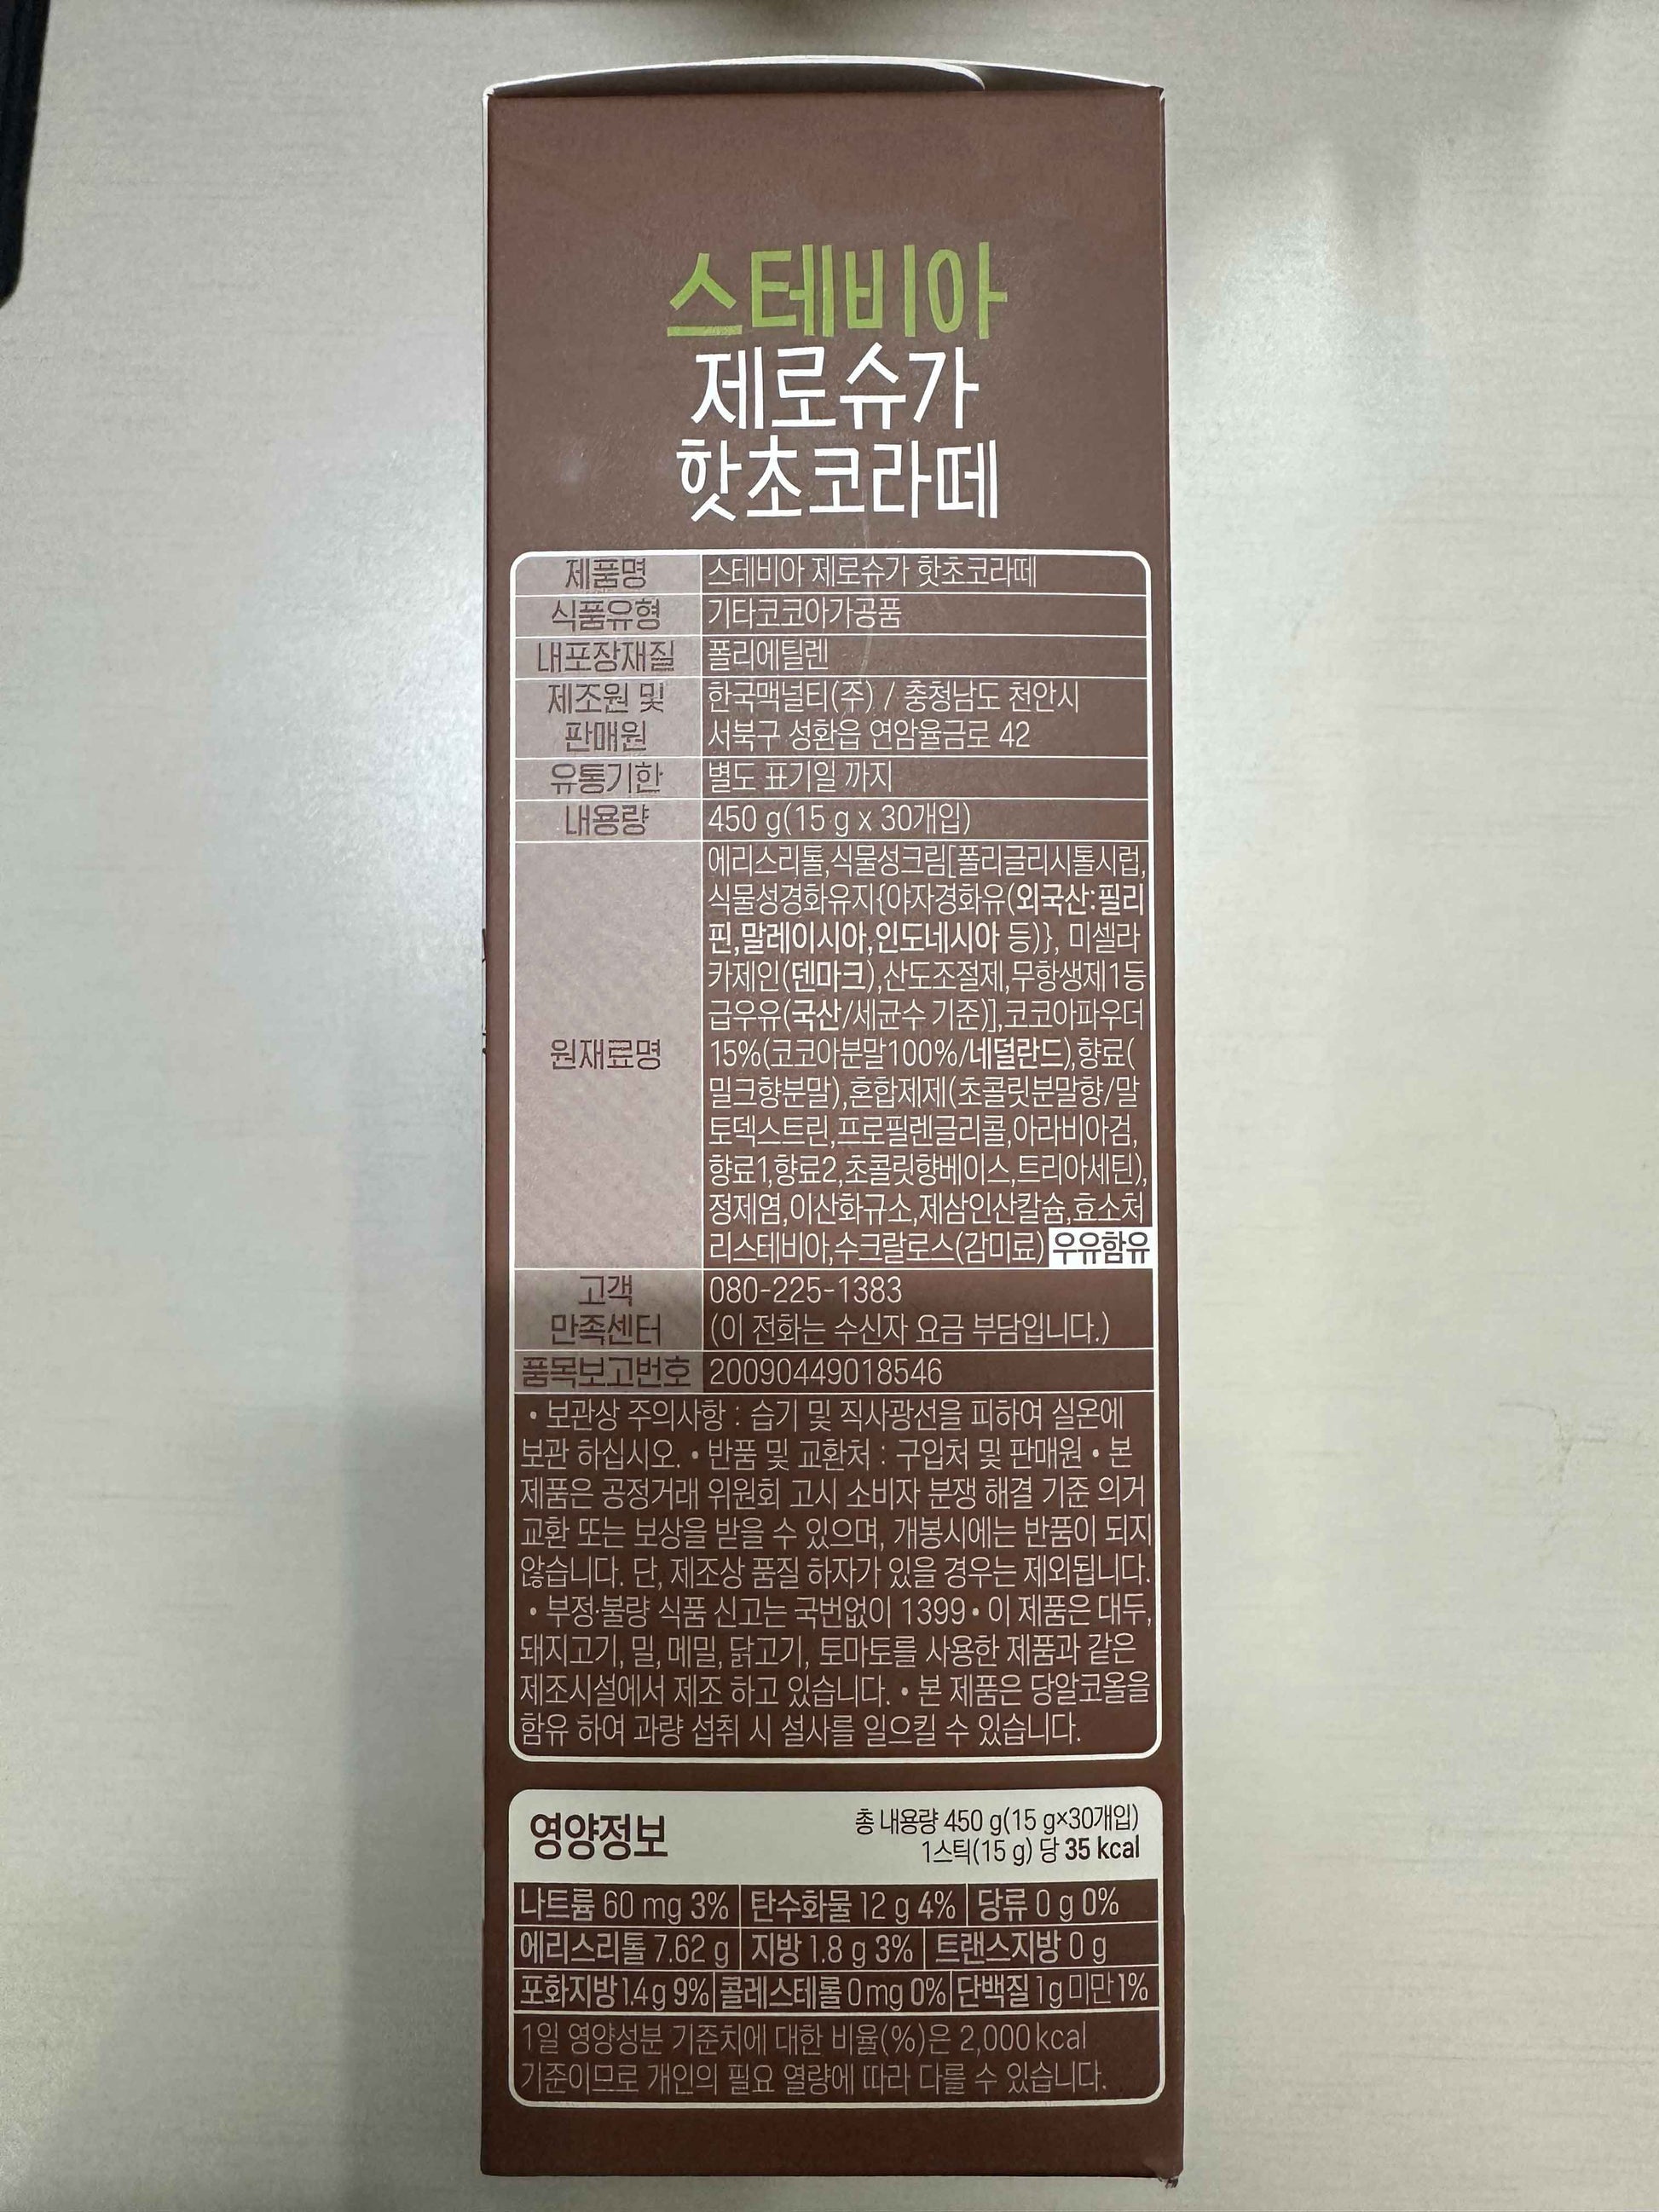 스테비아
제로슈가
핫초코라떼
제품명 스테비아 제로슈가 핫초코라떼
식품유형 기타코코아가공품
내포장재질 폴리에틸렌
제조원 및 한국맥널티(주) / 충청남도 천안시
판매원 서북구 성환읍 연암율금로 42
유통기한 별도 표기일 까지
내용량 450 g(15 g x 30개입)
원재료명
에리스리톨,식물성크림[폴리글리시톨시럽,
식물성경화유지{야자경화유(외국산:필리
핀,말레이시아,인도네시아 등)}, 미셀라
카제인(덴마크),산도조절제,무항생제1등
급우유(국산/세균수 기준)],코코아파우더
15%(코코아분말100%/네덜란드),향료(
밀크향분말),혼합제제(초콜릿분말향/말
토덱스트린,프로필렌글리콜,아라비아검,
향료1,향료2,초콜릿향베이스,트리아세틴),
정제염,이산화규소,제삼인산칼슘,효소처
리스테비아,수크랄로스(감미료) 우유함유
고객 080-225-1383
만족센터 (이 전화는 수신자 요금 부담입니다.)
품목보고번호 20090449018546
• 보관상 주의사항 : 습기 및 직사광선을 피하여 실온에
보관 하십시오. • 반품 및 교환처 : 구입처 및 판매원 • 본
제품은 공정거래 위원회 고시 소비자 분쟁 해결 기준 의거
교환 또는 보상을 받을 수 있으며, 개봉시에는 반품이 되지
않습니다. 단, 제조상 품질 하자가 있을 경우는 제외됩니다.
• 부정·불량 식품 신고는 국번없이 1399 • 이 제품은 대두,
돼지고기, 밀, 메밀, 닭고기, 토마토를 사용한 제품과 같은
제조시설에서 제조 하고 있습니다. • 본 제품은 당알코올을
함유 하여 과량 섭취 시 설사를 일으킬 수 있습니다.
영양정보
총 내용량 450 g(15 g×30개입)
1스틱(15 g) 당 35 kcal
나트륨 60 mg 3% 탄수화물 12 g 4% 당류 0 g 0%
에리스리톨 7.62 g 지방 1.8 g 3% 트랜스지방 0 g
포화지방 1.4 g 9% 콜레스테롤 0 mg 0% 단백질 1 g 미만 1%
1일 영양성분 기준치에 대한 비율(%)은 2,000 kcal
기준이므로 개인의 필요 열량에 따라 다를 수 있습니다.